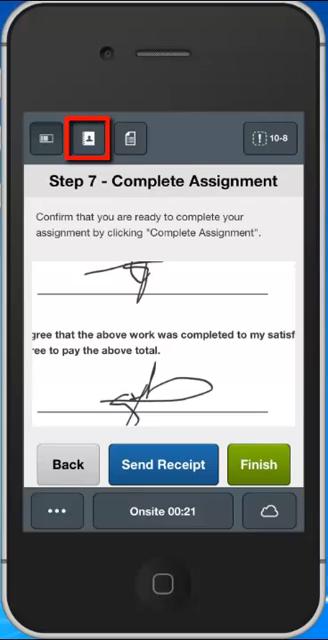 10-8
Step 7 - Complete Assignment
Confirm that you are ready to complete your
assignment by clicking "Complete Assignment".
gree that the above work was completed to my satisf
ree to pay the above total.
Back
Send Receipt
Finish
Onsite 00:21